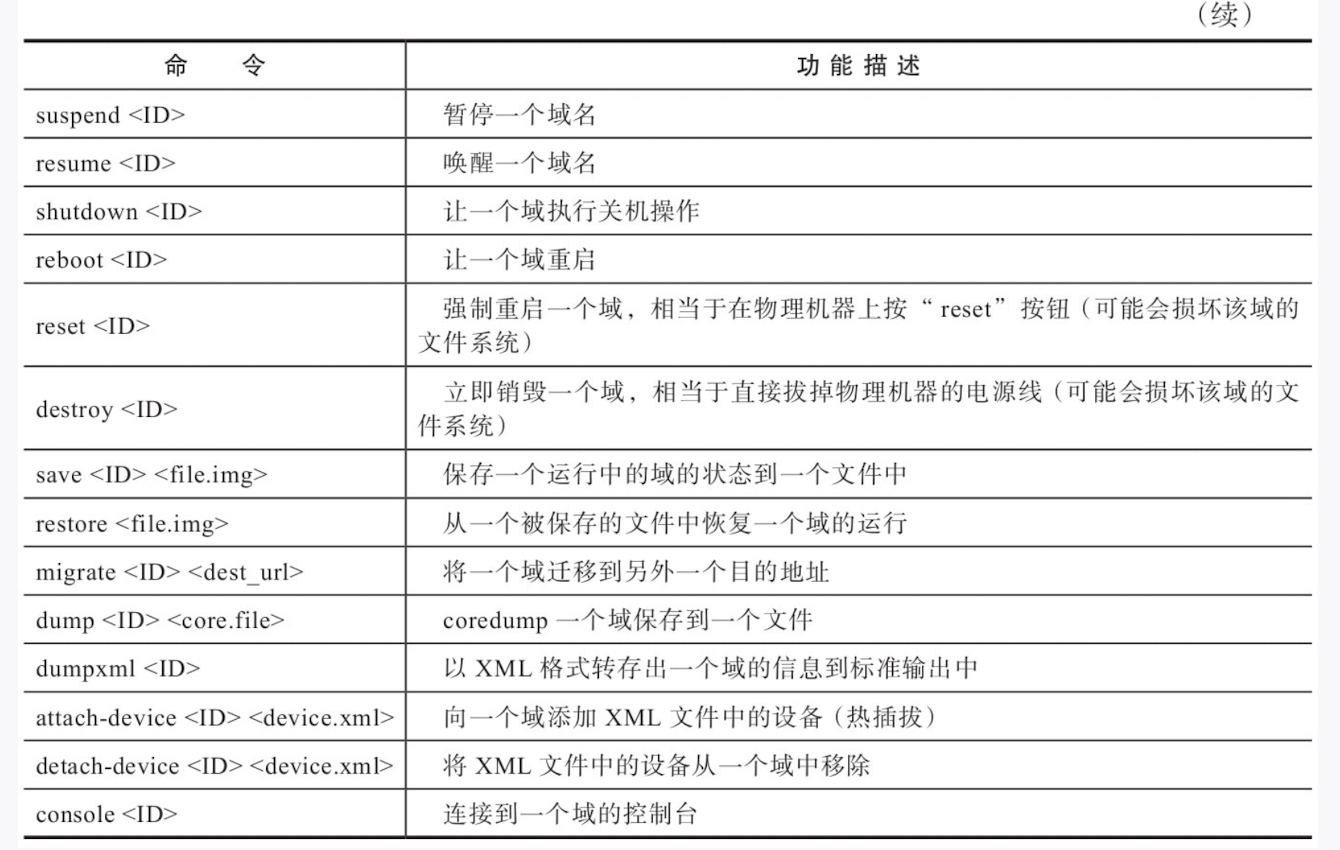 （续）
命　　令　功 能 描 述
suspend <ID>　暂停一个域名
resume <ID>　唤醒一个域名
shutdown <ID>　让一个域执行关机操作
reboot <ID>　让一个域重启
reset <ID>　强制重启一个域，相当于在物理机器上按“ reset”按钮（可能会损坏该域的
文件系统）
destroy <ID>　立即销毁一个域，相当于直接拔掉物理机器的电源线（可能会损坏该域的文
件系统）
save <ID> <file.img>　保存一个运行中的域的状态到一个文件中
restore <file.img>　从一个被保存的文件中恢复一个域的运行
migrate <ID> <dest_url>　将一个域迁移到另外一个目的地址
dump <ID> <core.file>　coredump 一个域保存到一个文件
dumpxml <ID>　以 XML 格式转存出一个域的信息到标准输出中
attach-device <ID> <device.xml>　向一个域添加 XML 文件中的设备（热插拔）
detach-device <ID> <device.xml>　将 XML 文件中的设备从一个域中移除
console <ID>　连接到一个域的控制台